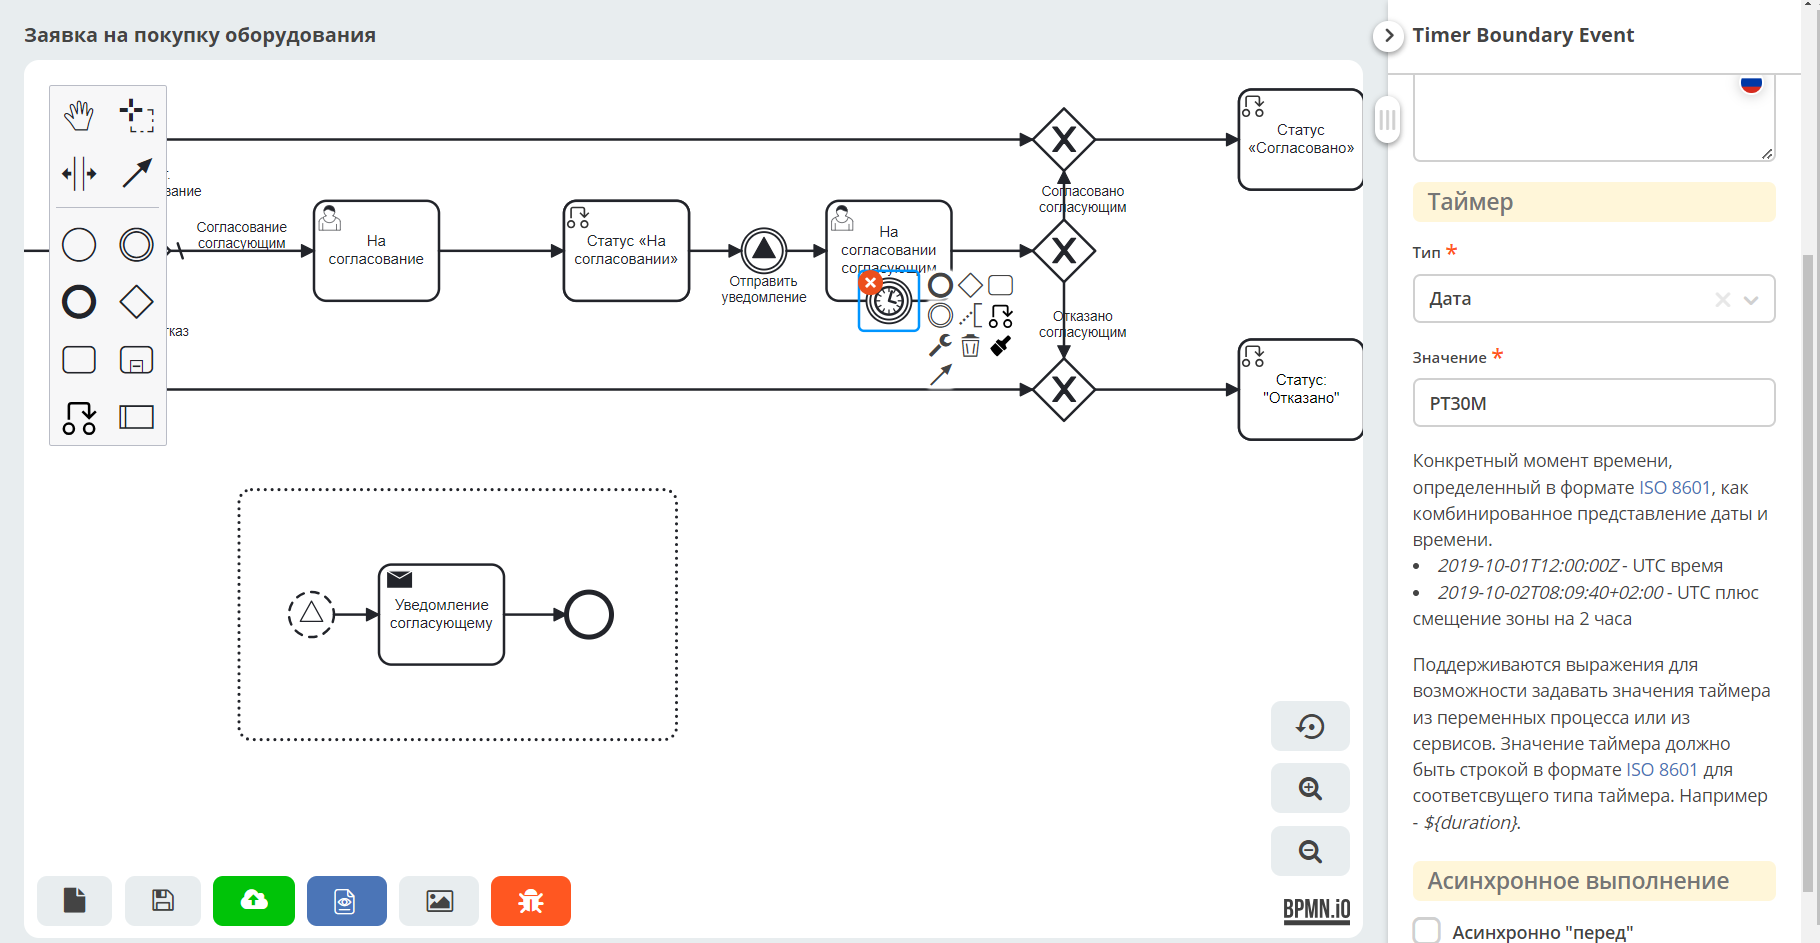 Заявка на покупку оборудования
Timer Boundary Event
Статус
«Согласовано»
вание
Согласование
согласующим
На
согласование
Статус «На
согласовании»
Отправить
уведомление
На
согласовании
согласующим
Согласовано
согласующим
Отказано
согласующим
каз
Статус:
"Отказано"
Уведомление
согласующему
BPMN.iO
Таймер
Тип *
Дата
Значение *
PT30M
Конкретный момент времени,
определенный в формате ISO 8601, как
комбинированное представление даты и
времени.
• 2019-10-01T12:00:00Z - UTC время
• 2019-10-02T08:09:40+02:00 - UTC плюс
смещение зоны на 2 часа
Поддерживаются выражения для
возможности задавать значения таймера
из переменных процесса или из
сервисов. Значение таймера должно
быть строкой в формате ISO 8601 для
соответсвущего типа таймера. Например
- ${duration}.
Асинхронное выполнение
Асинхронно "перед"